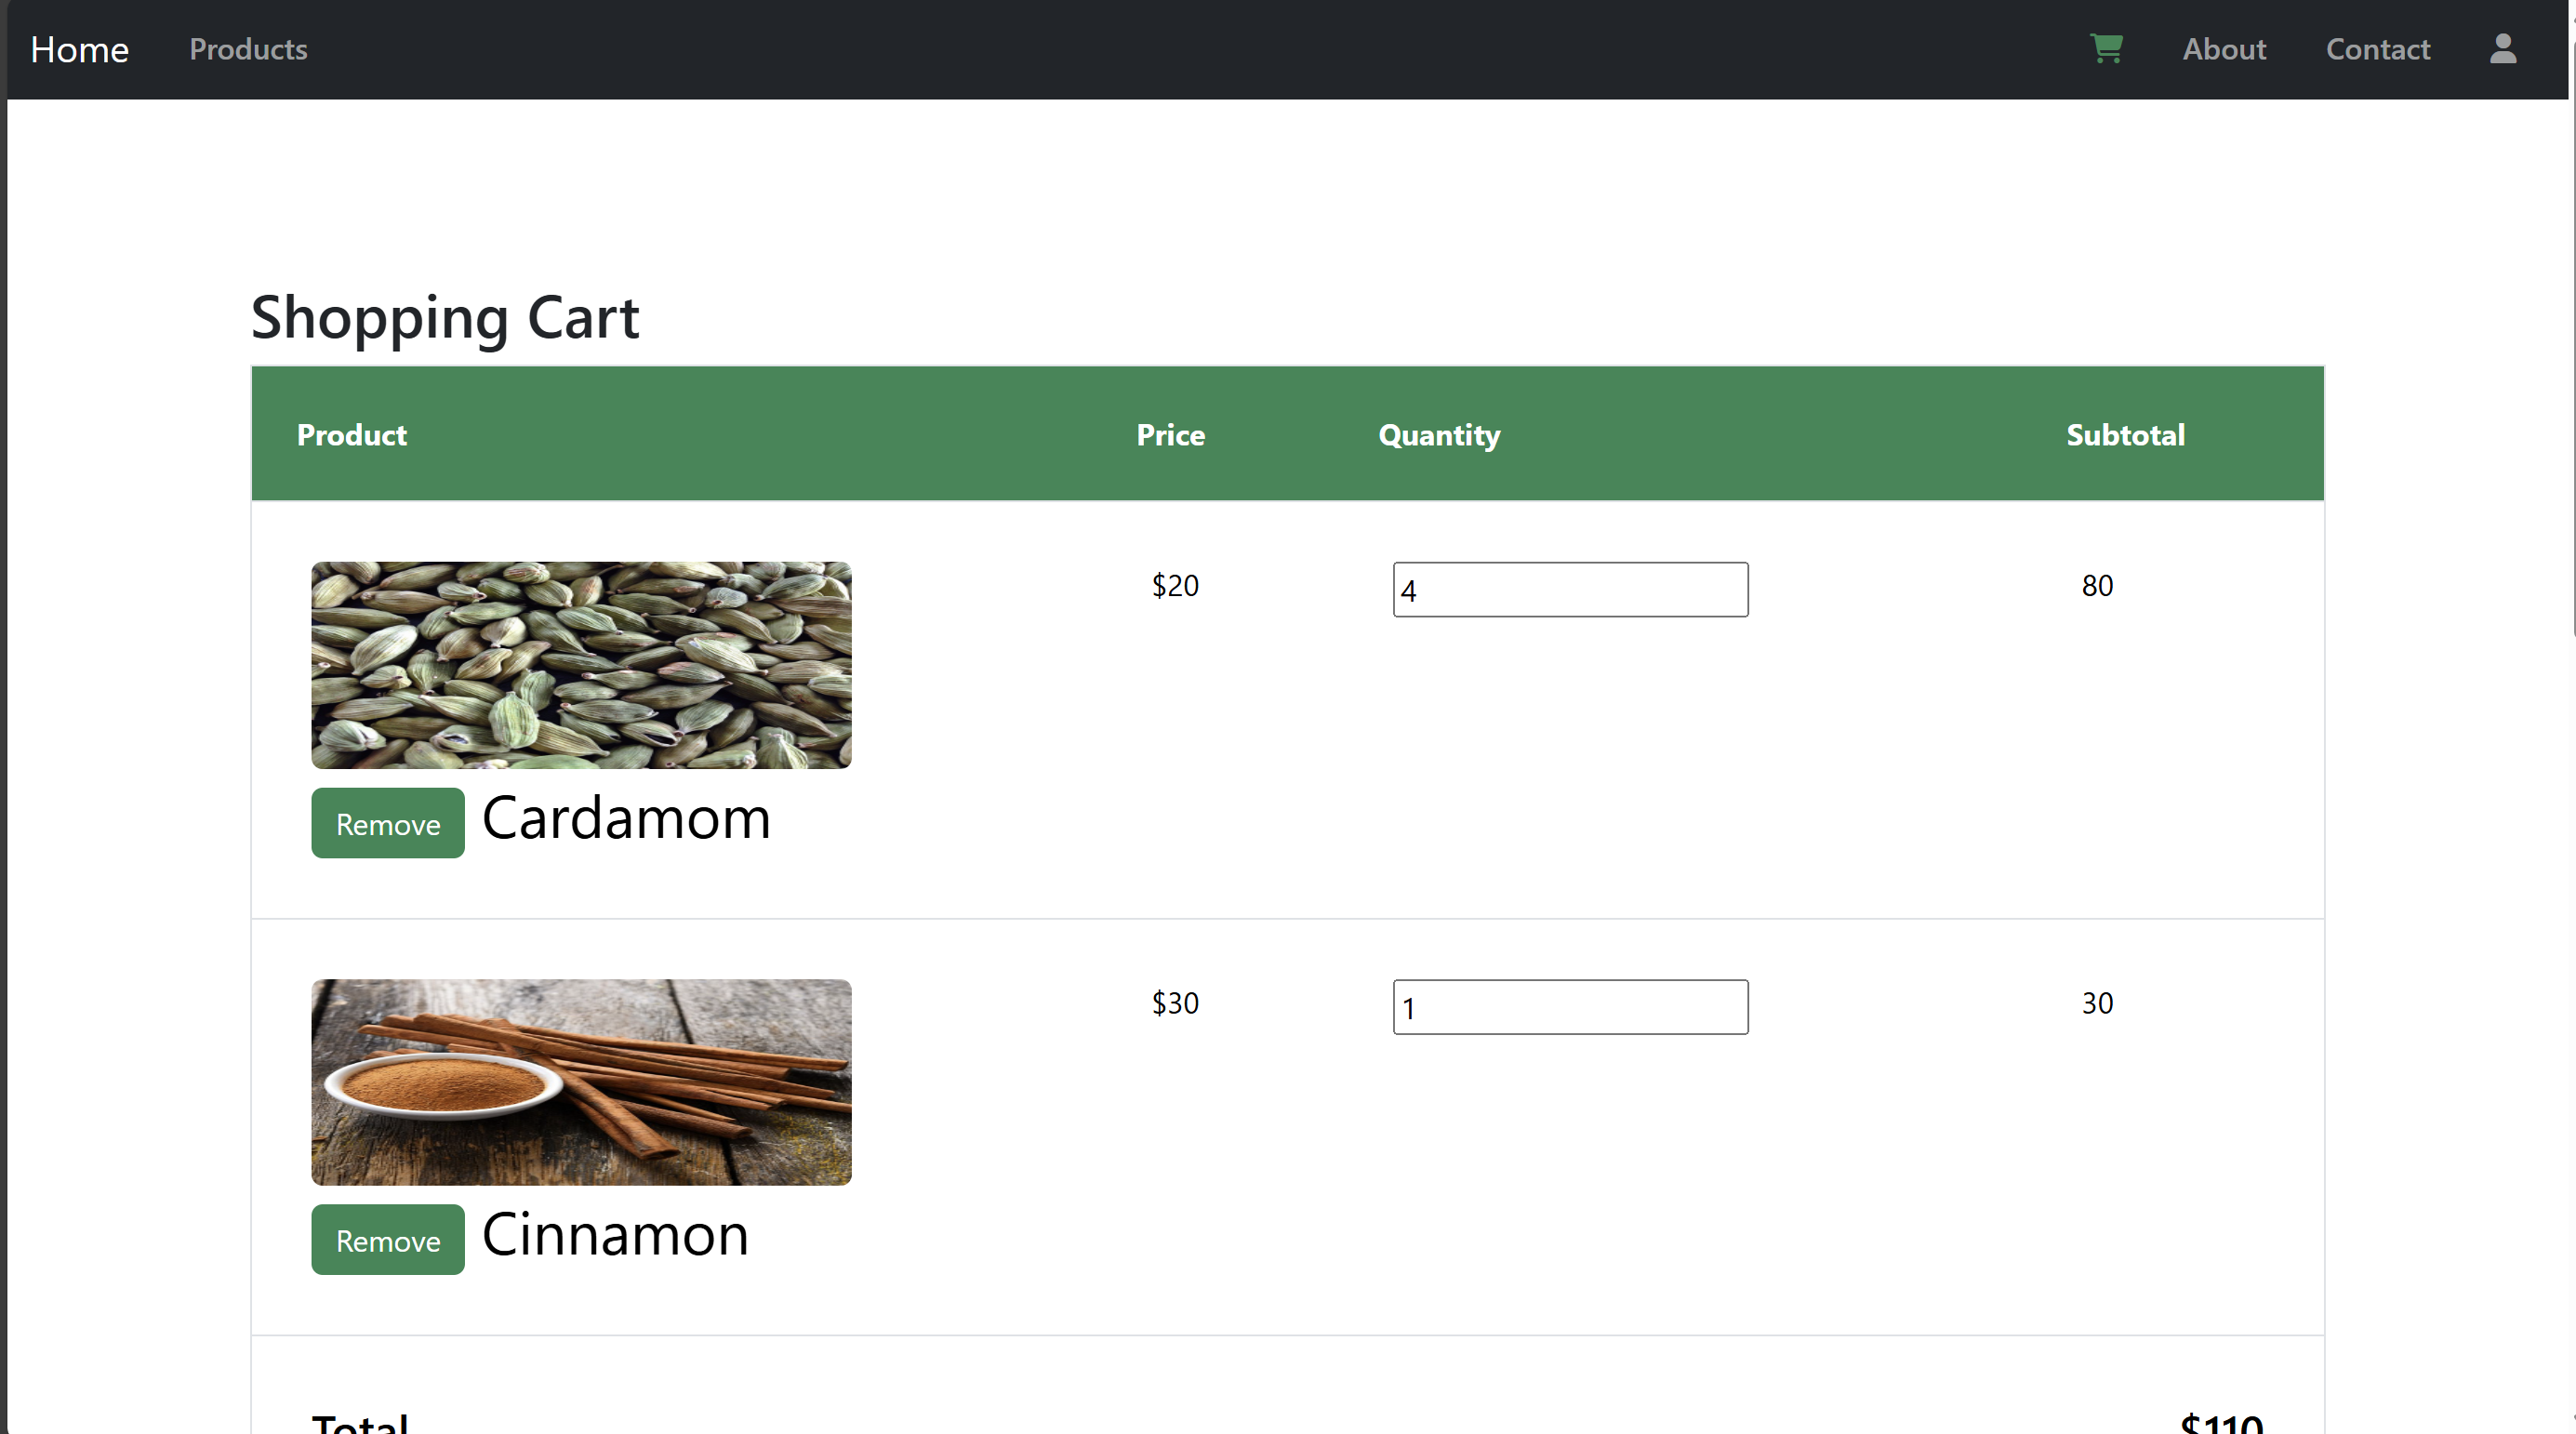 Home Products About Contact
Shopping Cart
Product Price Quantity Subtotal
$20 4 80
Remove Cardamom
$30 1 30
Remove Cinnamon
Total $110